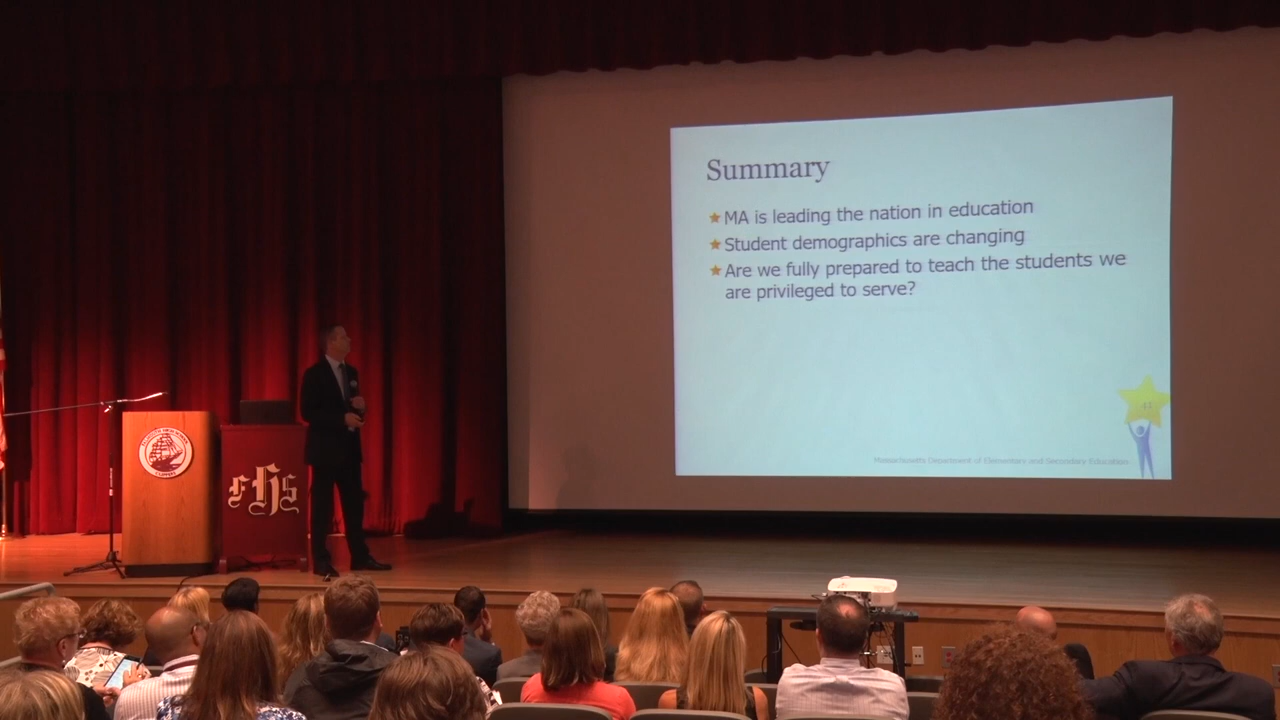 Summary
MA is leading the nation in education
Student demographics are changing
Are we fully prepared to teach the students we
are privileged to serve?
Massachusetts Department of Elementary and Secondary Education
FHS
CLIPPERS